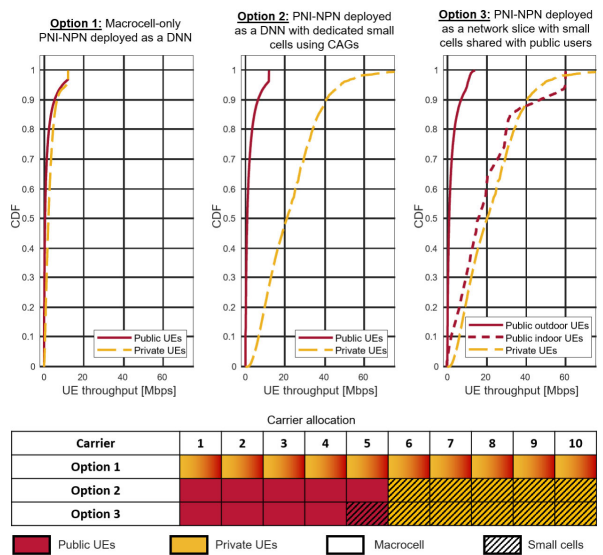 Option 1: Macrocell-only
PNI-NPN deployed as a DNN
CDF
1
0.9
0.8
0.7
0.6
0.5
0.4
0.3
0.2
0.1
0
Public UEs
Private UEs
0 20 40 60
UE throughput [Mbps]
Option 2: PNI-NPN deployed
as a DNN with dedicated small
cells using CAGs
CDF
1
0.9
0.8
0.7
0.6
0.5
0.4
0.3
0.2
0.1
0
Public UEs
Private UEs
0 20 40 60
UE throughput [Mbps]
Option 3: PNI-NPN deployed
as a network slice with small
cells shared with public users
CDF
1
0.9
0.8
0.7
0.6
0.5
0.4
0.3
0.2
0.1
0
Public outdoor UEs
Public indoor UEs
Private UEs
0 20 40 60
UE throughput [Mbps]
Carrier allocation
Carrier 1 2 3 4 5 6 7 8 9 10
Option 1
Option 2
Option 3
Public UEs Private UEs Macrocell Small cells